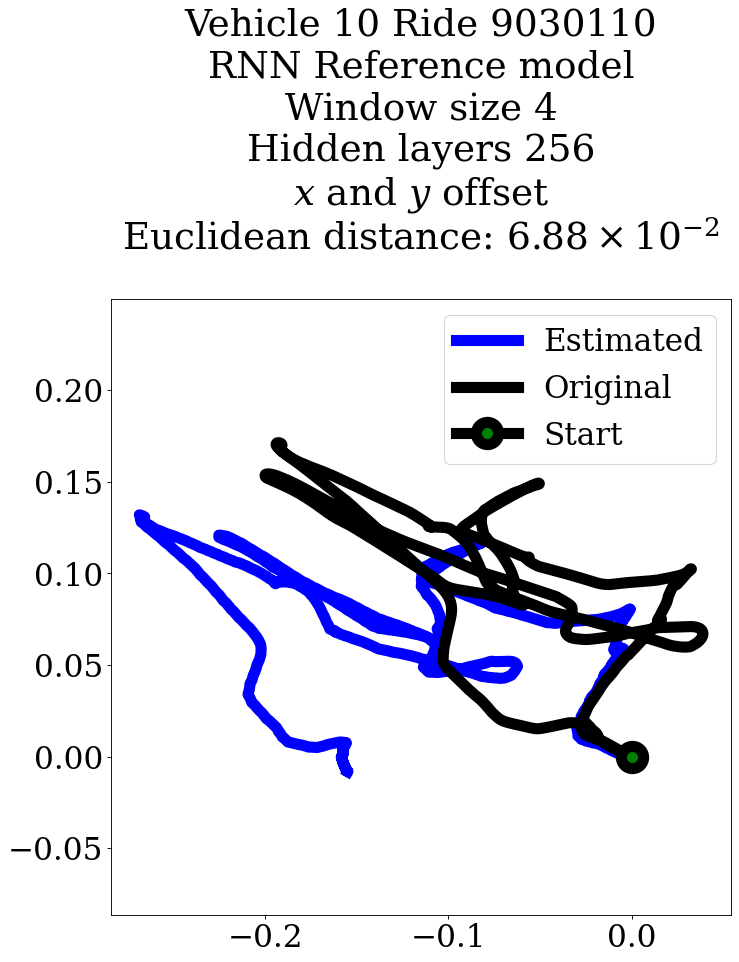 Vehicle 10 Ride 9030110
RNN Reference model
Window size 4
Hidden layers 256
x and y offset
Euclidean distance: 6.88 × 10⁻²
Estimated
Original
Start
0.20
0.15
0.10
0.05
0.00
−0.05
−0.2 −0.1 0.0